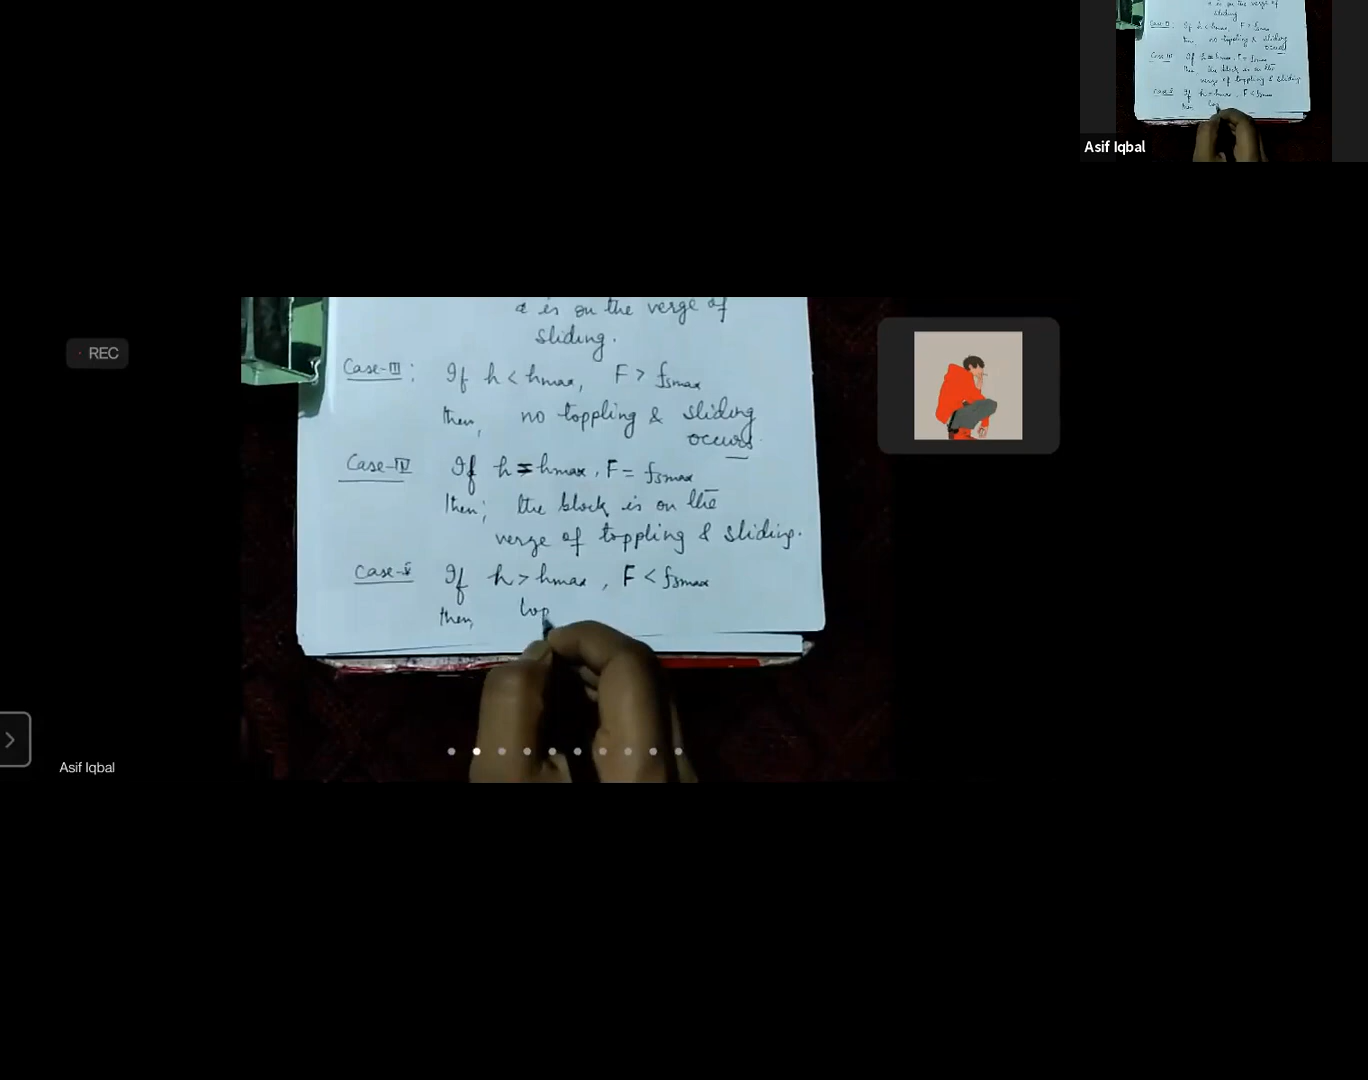 & is on the verge of
sliding.
Case-III : If h < hmax, F > fsmax
then, no toppling & sliding
occurs.
Case-IV If h = hmax, F = fsmax
then; the block is on the
verge of toppling & sliding.
Case-V If h > hmax, F < fsmax
then, top
REC
Asif Iqbal
Asif Iqbal